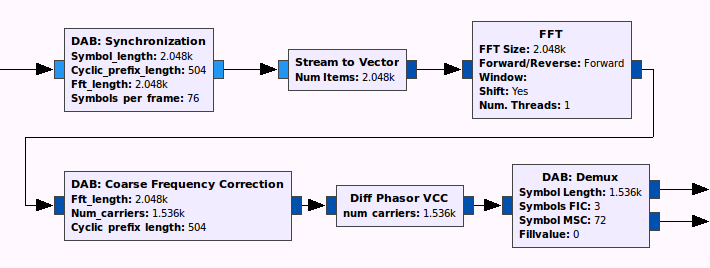 DAB: Synchronization
Symbol_length: 2.048k
Cyclic_prefix_length: 504
Fft_length: 2.048k
Symbols per frame: 76
Stream to Vector
Num Items: 2.048k
FFT
FFT Size: 2.048k
Forward/Reverse: Forward
Window:
Shift: Yes
Num. Threads: 1
DAB: Coarse Frequency Correction
Fft_length: 2.048k
Num_carriers: 1.536k
Cyclic prefix length: 504
Diff Phasor VCC
num carriers: 1.536k
DAB: Demux
Symbol Length: 1.536k
Symbols FIC: 3
Symbol MSC: 72
Fillvalue: 0